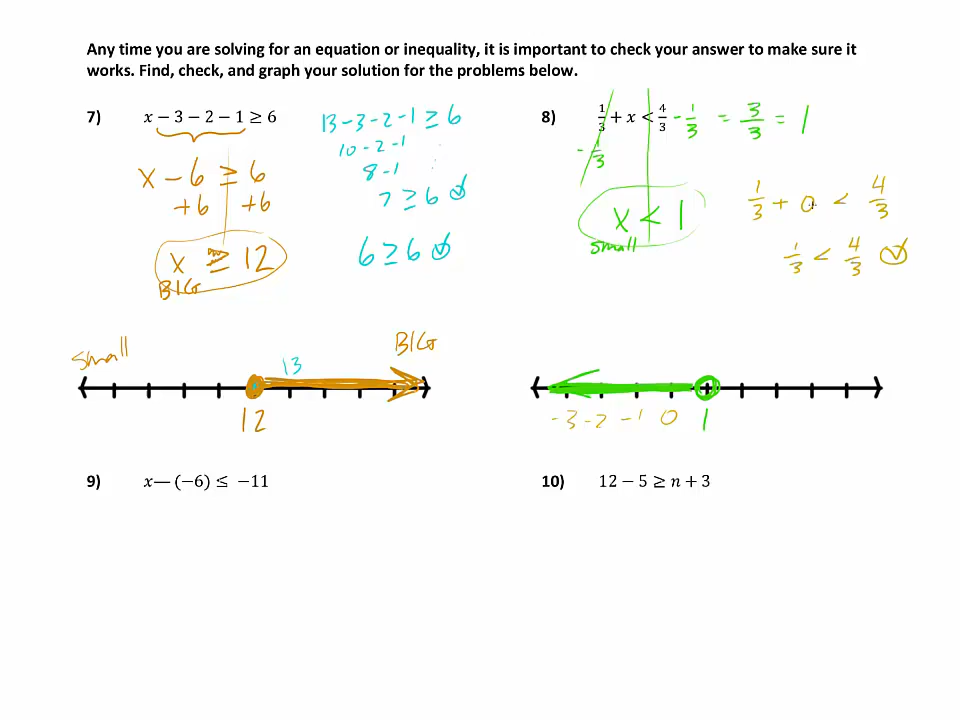 Any time you are solving for an equation or inequality, it is important to check your answer to make sure it
works. Find, check, and graph your solution for the problems below.
7) x − 3 − 2 − 1 ≥ 6
x - 6 ≥ 6
+6 +6
x ≥ 12
BIG
13 - 3 - 2 - 1 ≥ 6
10 - 2 - 1
8 - 1
7 ≥ 6 ✓
6 ≥ 6 ✓
small
BIG
13
12
8) 1/3 + x < 4/3 - 1/3 = 3/3 = 1
- 1/3
x < 1
small
1/3 + 0 < 4/3
1/3 < 4/3 ✓
-3 -2 -1 0 1
9) x— (−6) ≤ −11
10) 12 − 5 ≥ n + 3